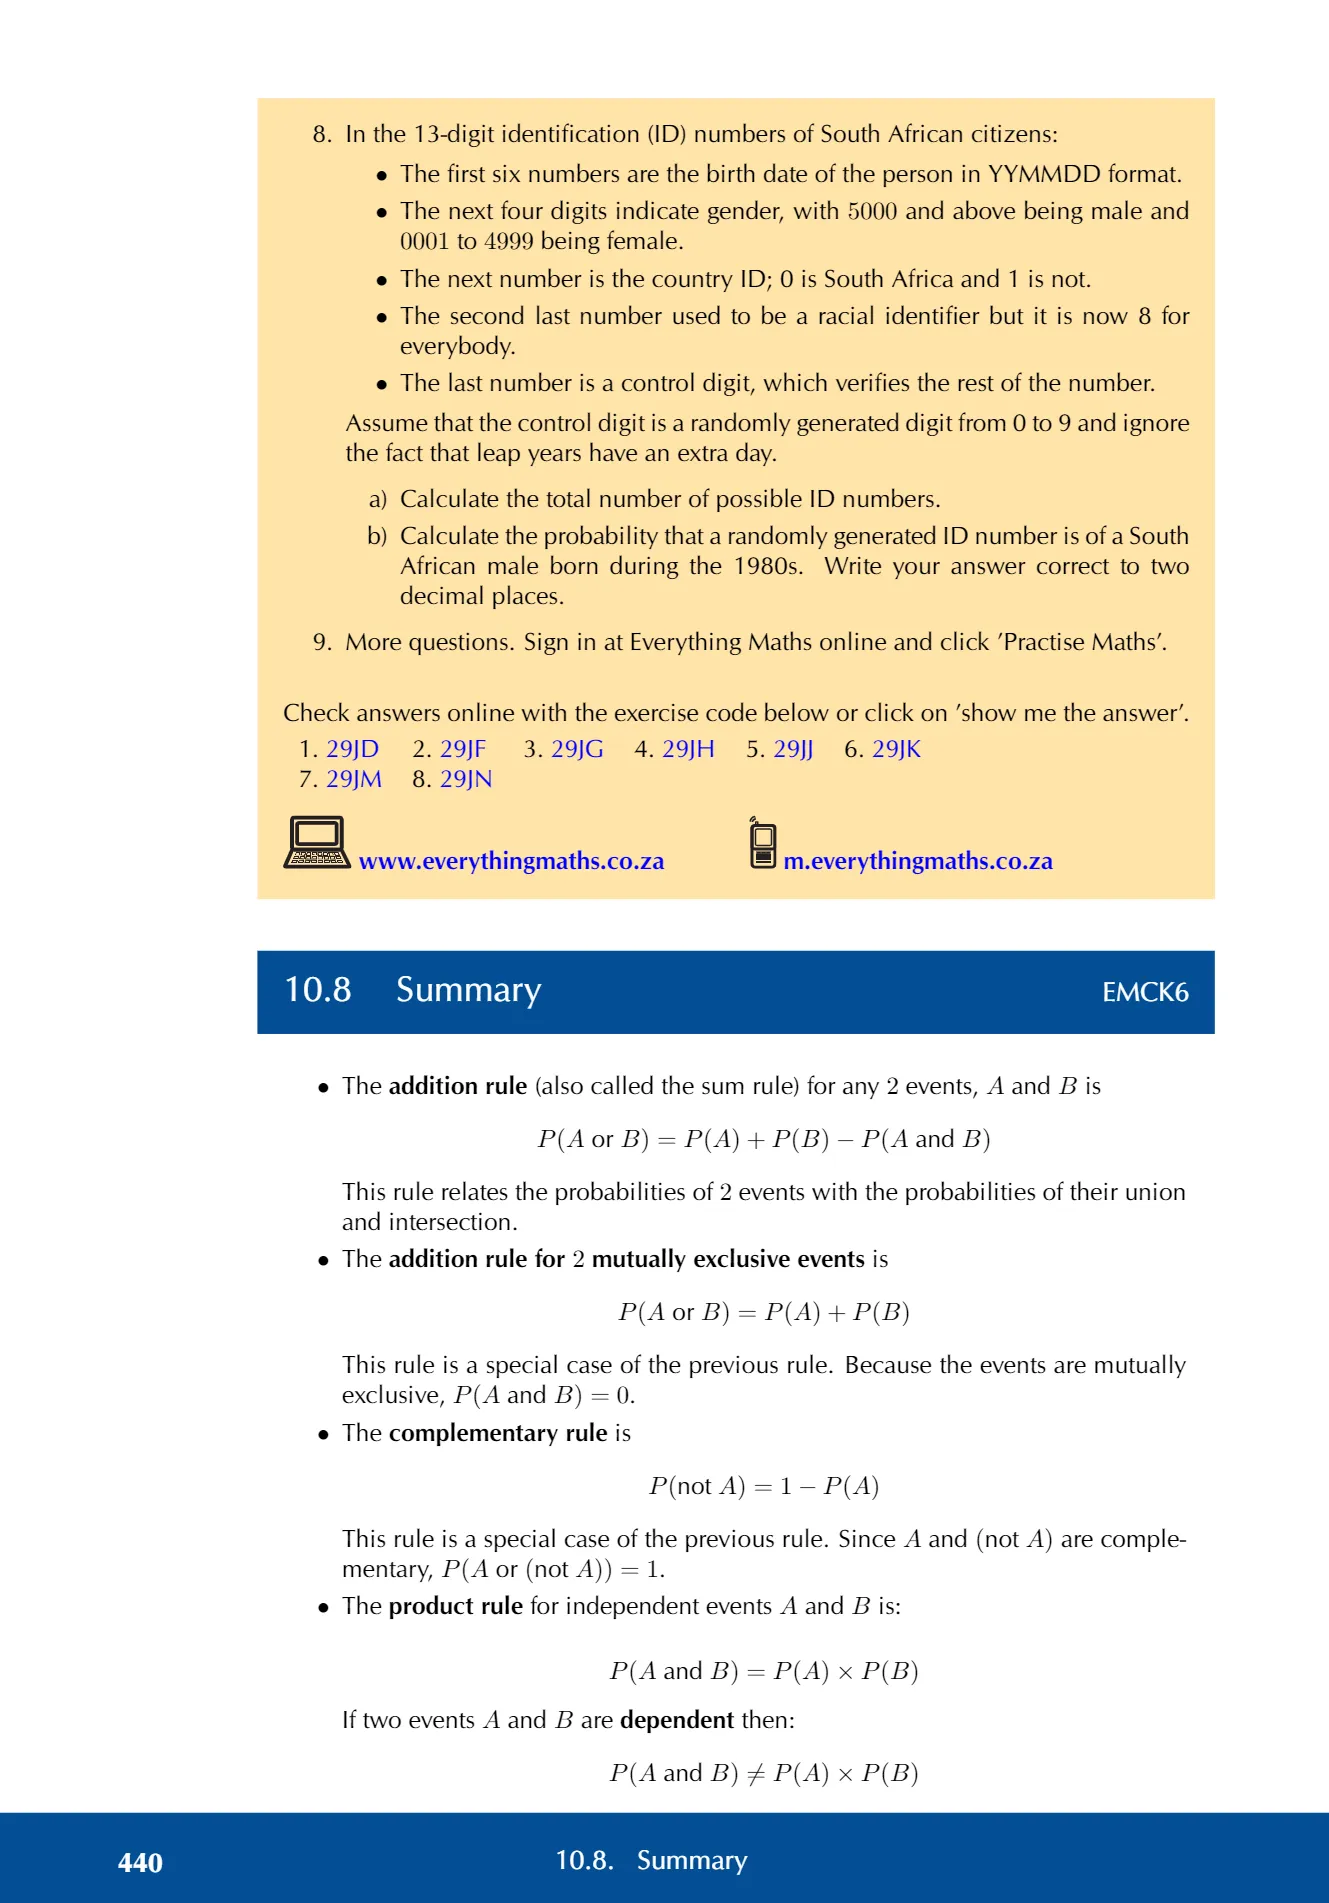 8. In the 13-digit identification (ID) numbers of South African citizens:
• The first six numbers are the birth date of the person in YYMMDD format.
• The next four digits indicate gender, with 5000 and above being male and
0001 to 4999 being female.
• The next number is the country ID; 0 is South Africa and 1 is not.
• The second last number used to be a racial identifier but it is now 8 for
everybody.
• The last number is a control digit, which verifies the rest of the number.
Assume that the control digit is a randomly generated digit from 0 to 9 and ignore
the fact that leap years have an extra day.
a) Calculate the total number of possible ID numbers.
b) Calculate the probability that a randomly generated ID number is of a South
African male born during the 1980s. Write your answer correct to two
decimal places.
9. More questions. Sign in at Everything Maths online and click ’Practise Maths’.
Check answers online with the exercise code below or click on ’show me the answer’.
1. 29JD 2. 29JF 3. 29JG 4. 29JH 5. 29JJ 6. 29JK
7. 29JM 8. 29JN
www.everythingmaths.co.za m.everythingmaths.co.za
10.8 Summary EMCK6
• The addition rule (also called the sum rule) for any 2 events, A and B is
P(A or B) = P(A) + P(B) − P(A and B)
This rule relates the probabilities of 2 events with the probabilities of their union
and intersection.
• The addition rule for 2 mutually exclusive events is
P(A or B) = P(A) + P(B)
This rule is a special case of the previous rule. Because the events are mutually
exclusive, P(A and B) = 0.
• The complementary rule is
P(not A) = 1 − P(A)
This rule is a special case of the previous rule. Since A and (not A) are comple-
mentary, P(A or (not A)) = 1.
• The product rule for independent events A and B is:
P(A and B) = P(A) × P(B)
If two events A and B are dependent then:
P(A and B) ≠ P(A) × P(B)
440 10.8. Summary